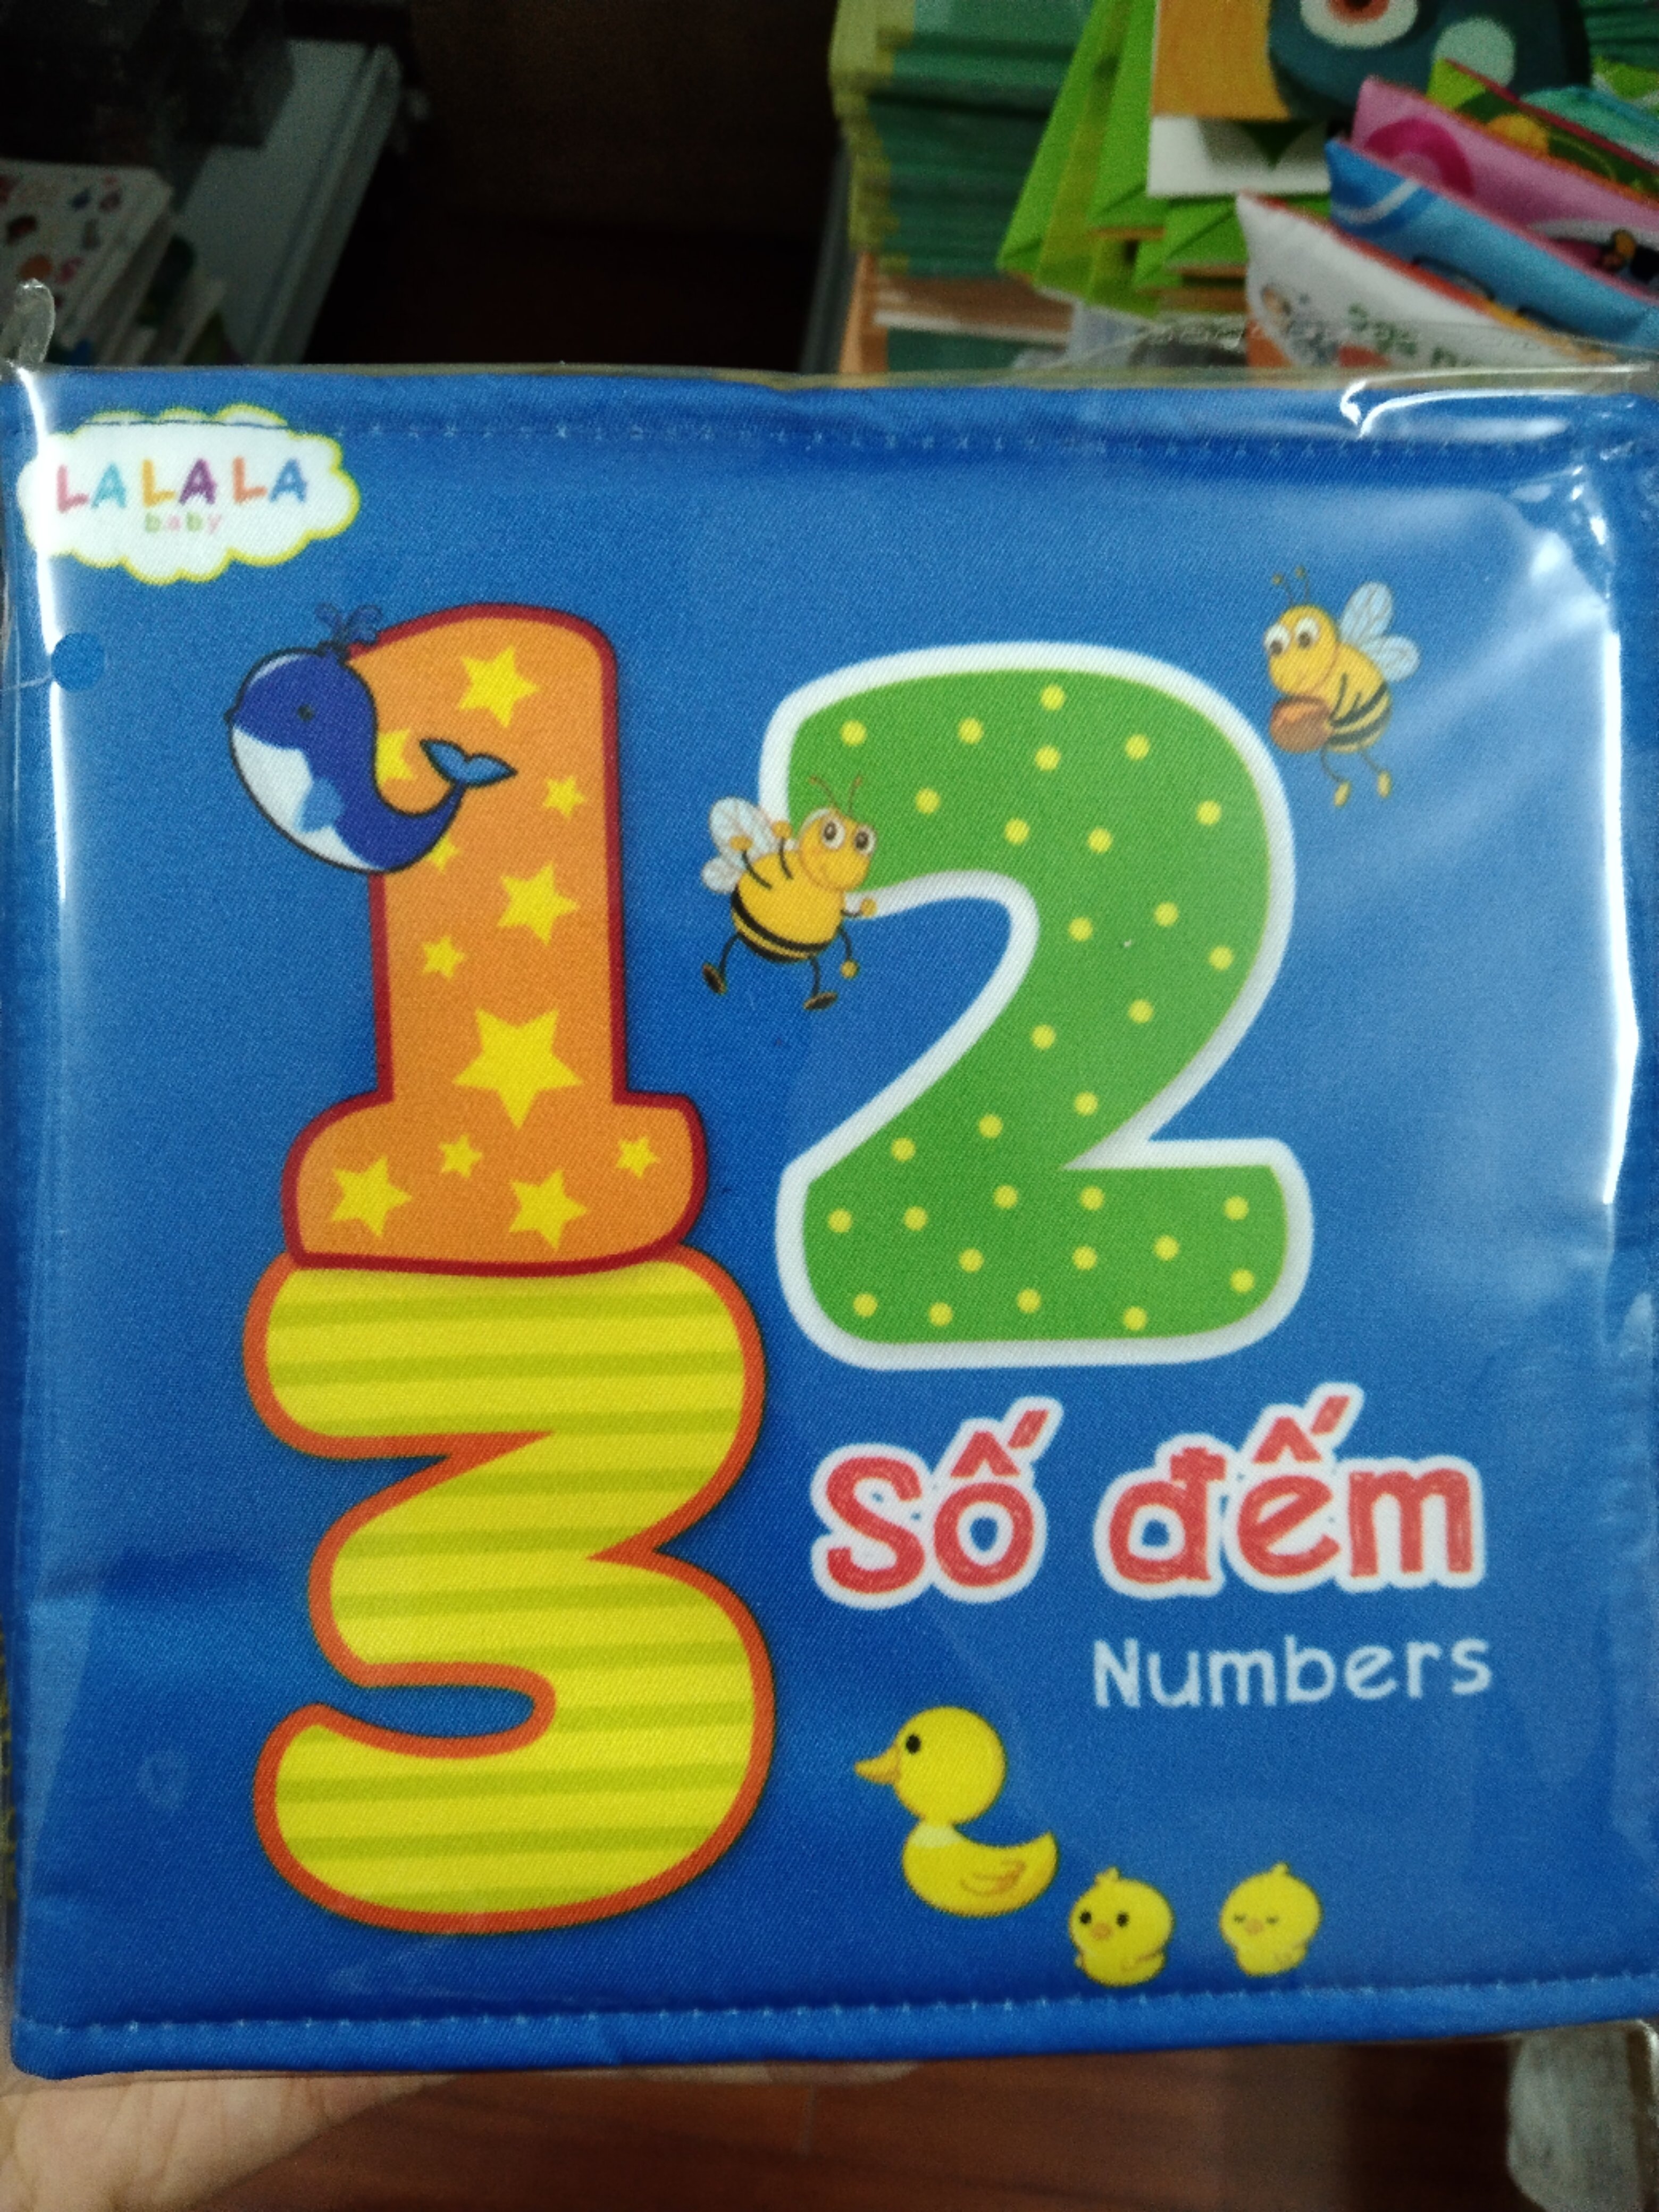 LALALA
baby
1 2
3
Số đếm
Numbers